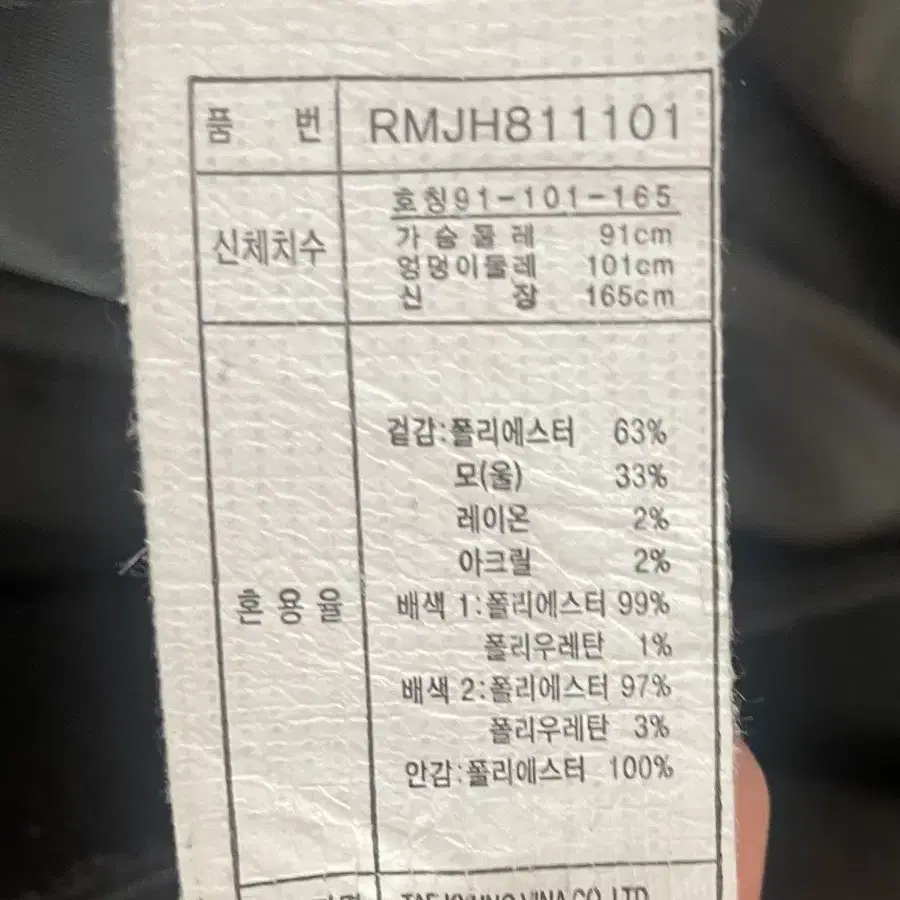 품 번 RMJH811101
호칭91-101-165
가슴둘레 91cm
신체치수 엉덩이둘레 101cm
신 장 165cm
겉감:폴리에스터 63%
모(울) 33%
레이온 2%
아크릴 2%
혼용율 배색 1:폴리에스터 99%
폴리우레탄 1%
배색 2:폴리에스터 97%
폴리우레탄 3%
안감:폴리에스터 100%
VINA CO.,LTD